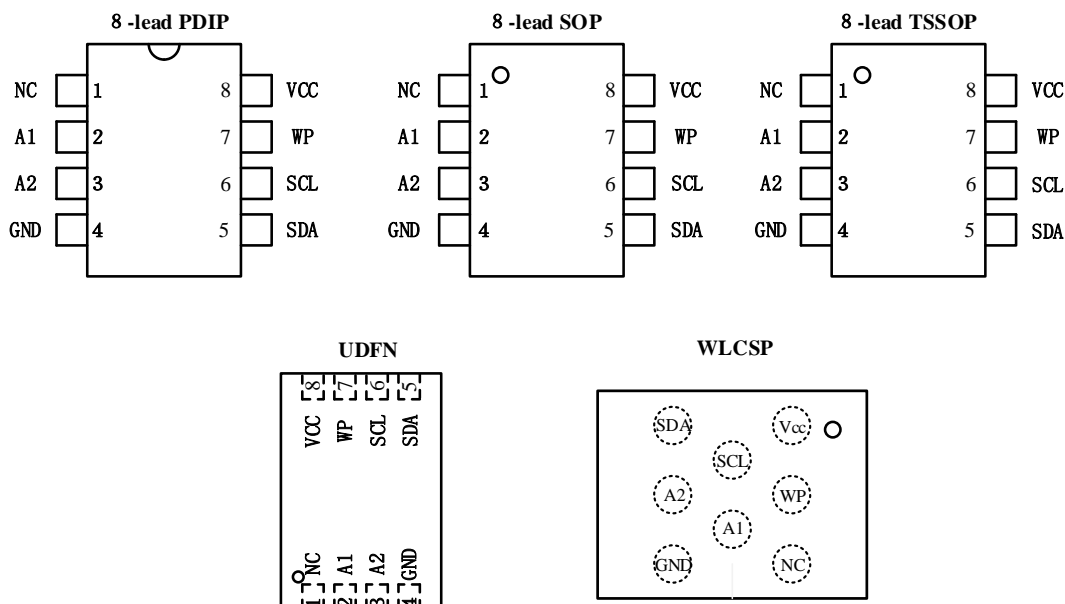 8 -lead PDIP
8 -lead SOP
8 -lead TSSOP
NC 1 8 VCC
A1 2 7 WP
A2 3 6 SCL
GND 4 5 SDA
NC 1 8 VCC
A1 2 7 WP
A2 3 6 SCL
GND 4 5 SDA
NC 1 8 VCC
A1 2 7 WP
A2 3 6 SCL
GND 4 5 SDA
UDFN
8 7 6 5
VCC WP SCL SDA
NC A1 A2 GND
1 2 3 4
WLCSP
SDA Vcc
SCL
A2 WP
A1
GND NC